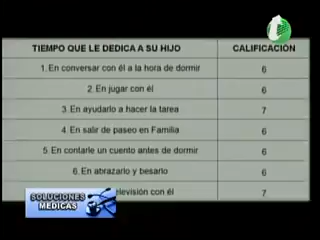 TIEMPO QUE LE DEDICA A SU HIJO CALIFICACIÓN
1. En conversar con él a la hora de dormir 6
2. En jugar con él 6
3. En ayudarlo a hacer la tarea 7
4. En salir de paseo en Familia 6
5. En contarle un cuento antes de dormir 6
6. En abrazarlo y besarlo 6
televisión con él 7
SOLUCIONES
MEDICAS